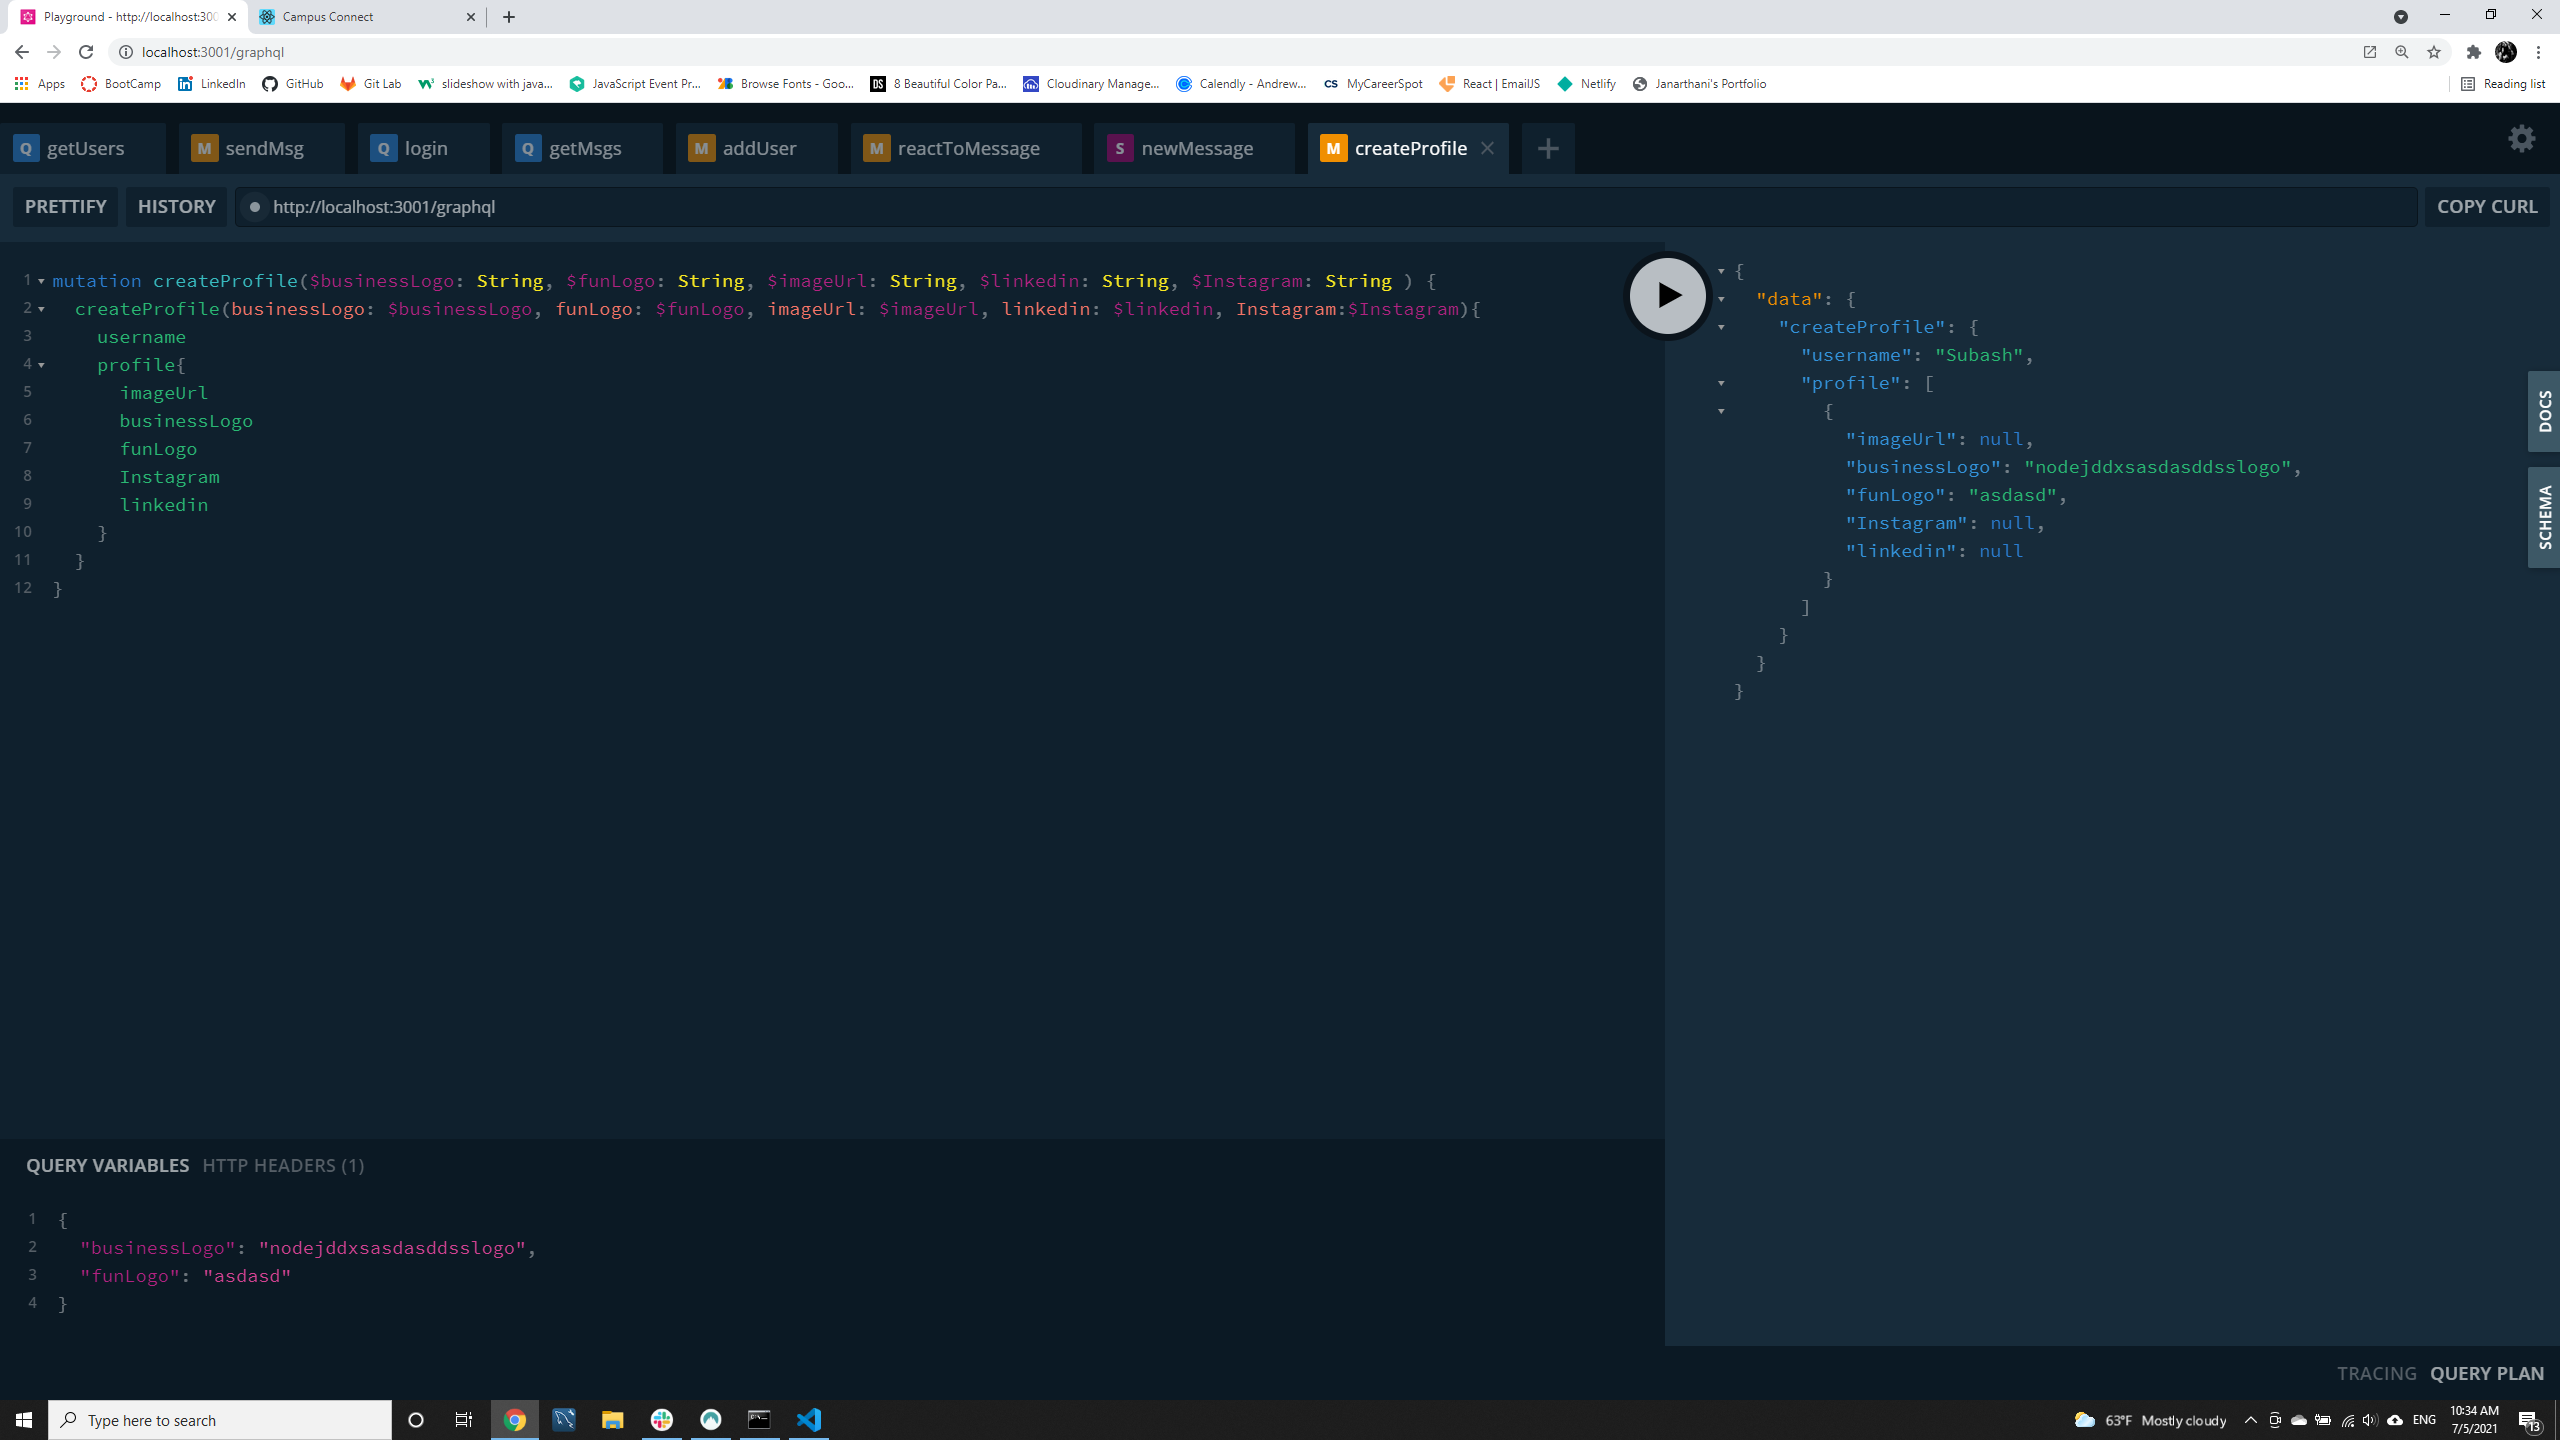 Playground - http://localhost:300
Campus Connect
localhost:3001/graphql
Apps BootCamp LinkedIn GitHub Git Lab slideshow with java... JavaScript Event Pr... Browse Fonts - Goo... DS 8 Beautiful Color Pa... Cloudinary Manage... Calendly - Andrew... CS MyCareerSpot React | EmailJS Netlify Janarthani's Portfolio Reading list
Q getUsers M sendMsg Q login Q getMsgs M addUser M reactToMessage S newMessage M createProfile
PRETTIFY HISTORY http://localhost:3001/graphql COPY CURL
1 mutation createProfile($businessLogo: String, $funLogo: String, $imageUrl: String, $linkedin: String, $Instagram: String ) {
2 createProfile(businessLogo: $businessLogo, funLogo: $funLogo, imageUrl: $imageUrl, linkedin: $linkedin, Instagram:$Instagram){
3 username
4 profile{
5 imageUrl
6 businessLogo
7 funLogo
8 Instagram
9 linkedin
10 }
11 }
12 }
{
"data": {
"createProfile": {
"username": "Subash",
"profile": [
{
"imageUrl": null,
"businessLogo": "nodejddxsasdasddsslogo",
"funLogo": "asdasd",
"Instagram": null,
"linkedin": null
}
]
}
}
}
DOCS
SCHEMA
QUERY VARIABLES HTTP HEADERS (1)
1 {
2 "businessLogo": "nodejddxsasdasddsslogo",
3 "funLogo": "asdasd"
4 }
TRACING QUERY PLAN
Type here to search
63°F Mostly cloudy
ENG
10:34 AM
7/5/2021
13